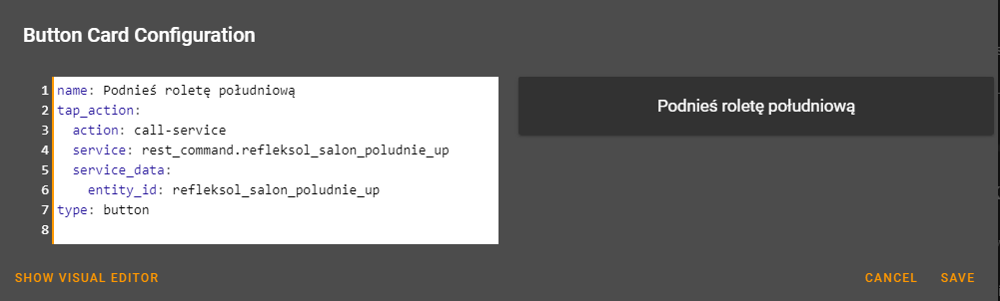 Button Card Configuration
1 name: Podnieś roletę południową
2 tap_action:
3   action: call-service
4   service: rest_command.refleksol_salon_poludnie_up
5   service_data:
6     entity_id: refleksol_salon_poludnie_up
7 type: button
8
Podnieś roletę południową
SHOW VISUAL EDITOR
CANCEL SAVE